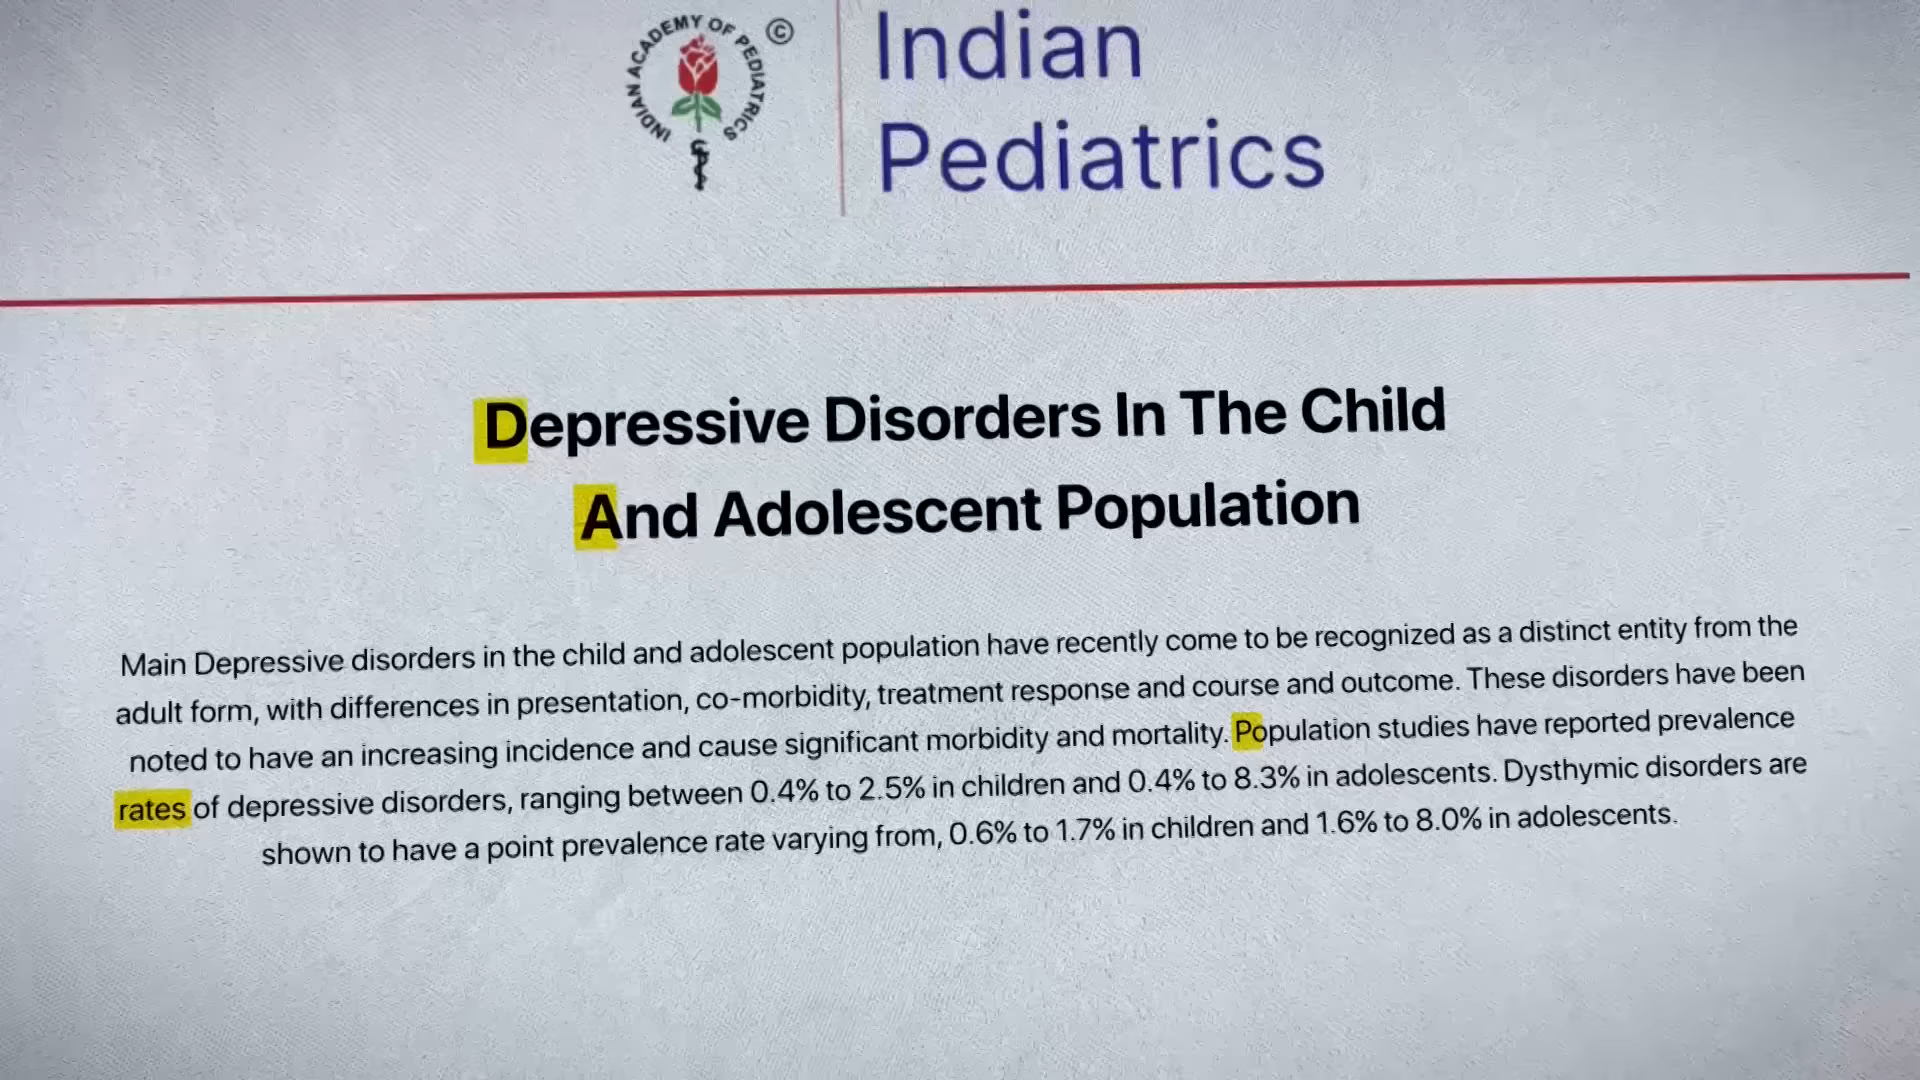 INDIAN ACADEMY OF PEDIATRICS ©
Indian
Pediatrics
Depressive Disorders In The Child
And Adolescent Population
Main Depressive disorders in the child and adolescent population have recently come to be recognized as a distinct entity from the
adult form, with differences in presentation, co-morbidity, treatment response and course and outcome. These disorders have been
noted to have an increasing incidence and cause significant morbidity and mortality. Population studies have reported prevalence
rates of depressive disorders, ranging between 0.4% to 2.5% in children and 0.4% to 8.3% in adolescents. Dysthymic disorders are
shown to have a point prevalence rate varying from, 0.6% to 1.7% in children and 1.6% to 8.0% in adolescents.